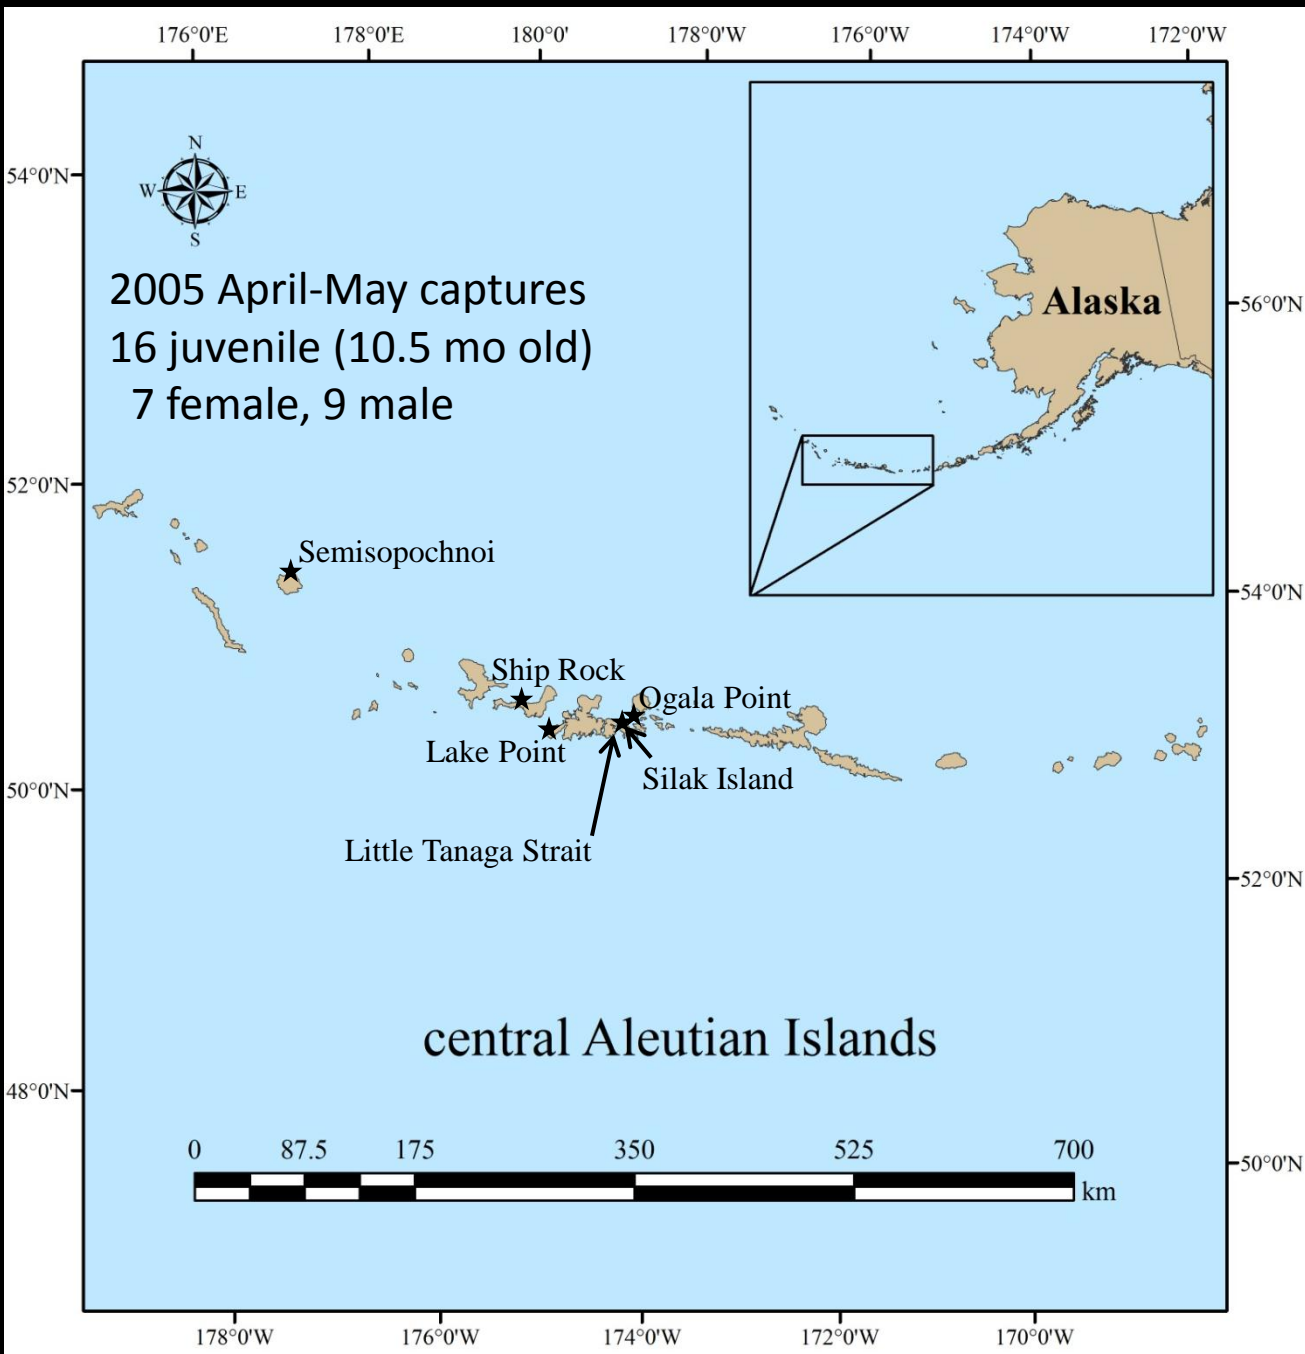 176°0'E 178°0'E 180°0' 178°0'W 176°0'W 174°0'W 172°0'W
54°0'N
N
W E
S
2005 April-May captures
16 juvenile (10.5 mo old)
7 female, 9 male
Alaska
56°0'N
52°0'N
Semisopochnoi
54°0'N
Ship Rock
Ogala Point
Lake Point
Silak Island
50°0'N
Little Tanaga Strait
52°0'N
central Aleutian Islands
48°0'N
0 87.5 175 350 525 700
km
50°0'N
178°0'W 176°0'W 174°0'W 172°0'W 170°0'W